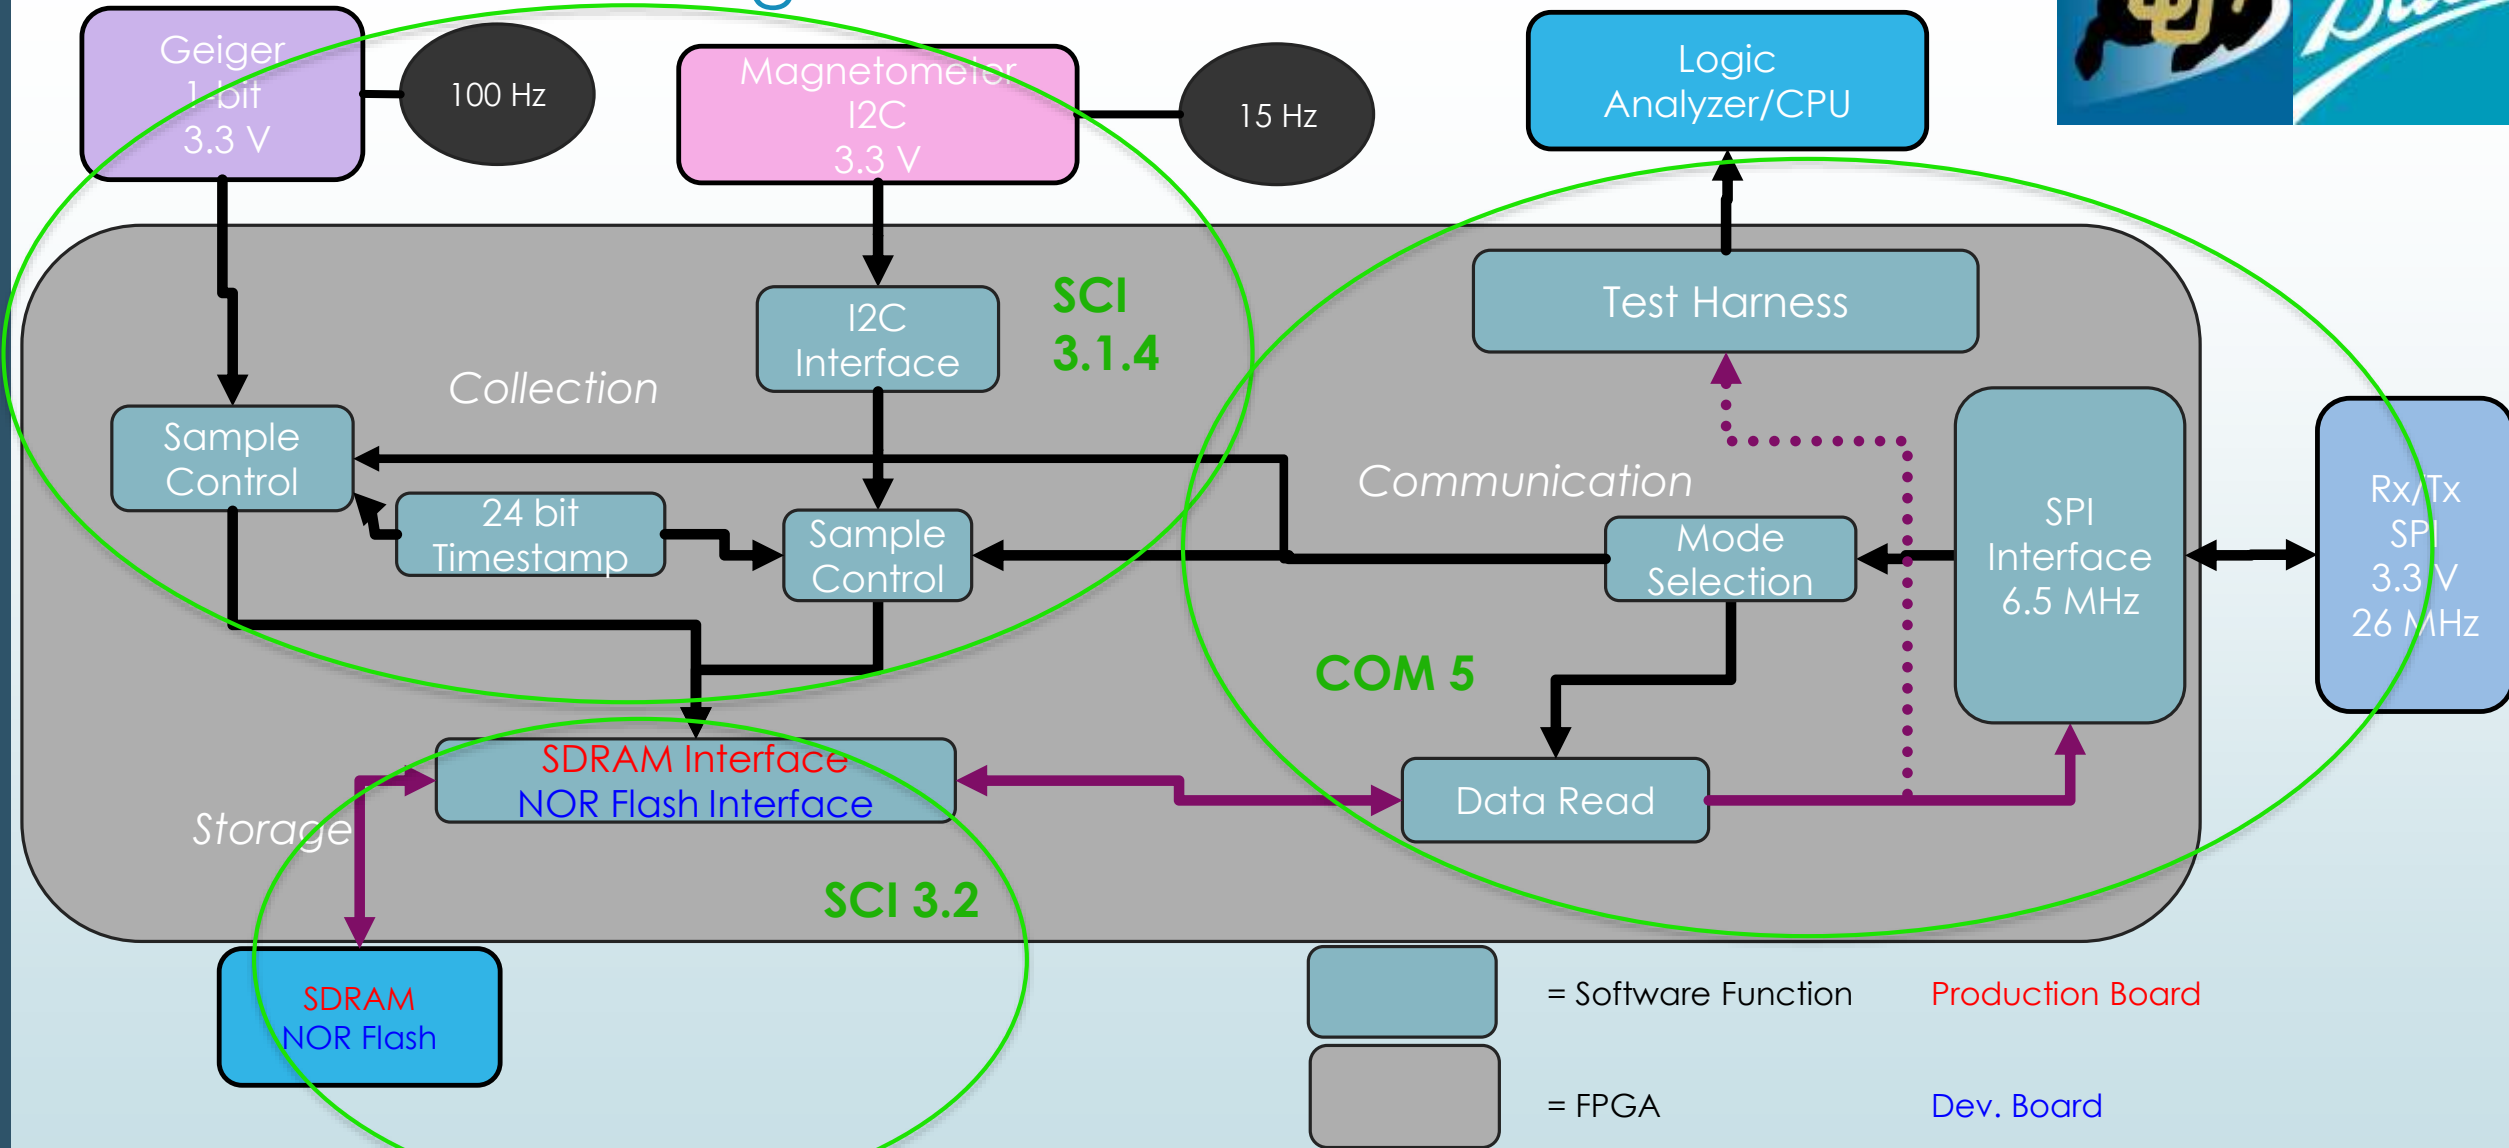 Geiger
1-bit
3.3 V
100 Hz
Magnetometer
I2C
3.3 V
15 Hz
Logic
Analyzer/CPU
Test Harness
I2C
Interface
SCI
3.1.4
Collection
Sample
Control
24 bit
Timestamp
Sample
Control
Communication
Mode
Selection
SPI
Interface
6.5 MHz
Rx/Tx
SPI
3.3 V
26 MHz
COM 5
SDRAM Interface
NOR Flash Interface
Data Read
Storage
SCI 3.2
SDRAM
NOR Flash
= Software Function
Production Board
= FPGA
Dev. Board